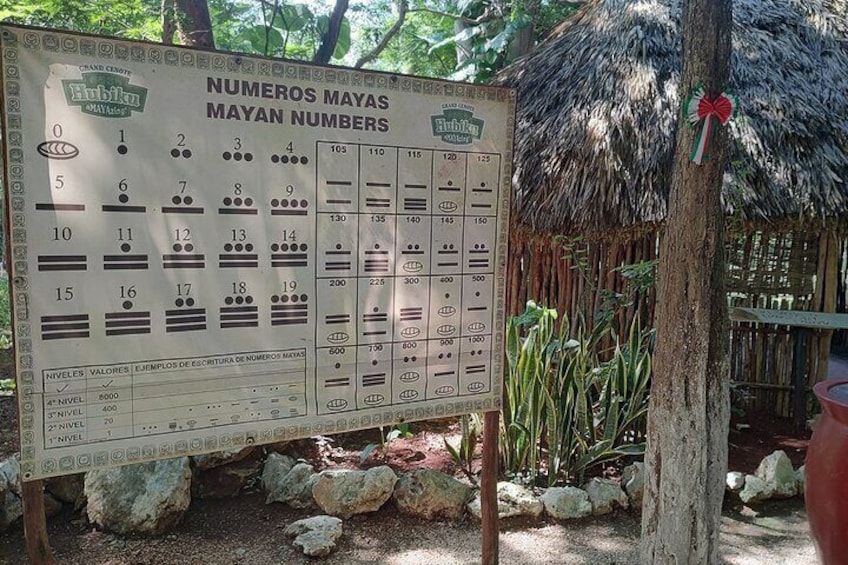 GRAND CENOTE
Hubiku
aMAYAzing
NUMEROS MAYAS
MAYAN NUMBERS
GRAND CENOTE
Hubiku
aMAYAzing
0 1 2 3 4
5 6 7 8 9
10 11 12 13 14
15 16 17 18 19
105 110 115 120 125
130 135 140 145 150
200 225 300 400 500
600 700 800 900 1000
NIVELES VALORES EJEMPLOS DE ESCRITURA DE NÚMEROS MAYAS
4° NIVEL 8000
3° NIVEL 400
2° NIVEL 20
1° NIVEL 1